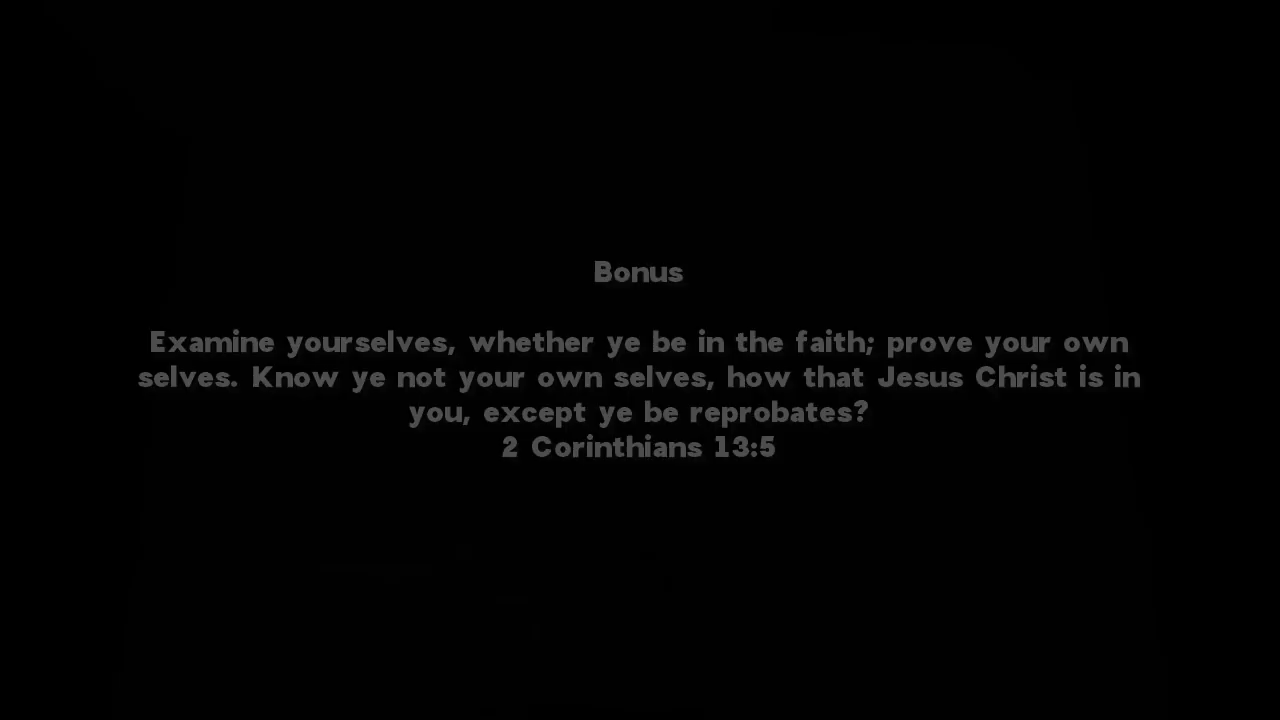 Bonus
Examine yourselves, whether ye be in the faith; prove your own
selves. Know ye not your own selves, how that Jesus Christ is in
you, except ye be reprobates?
2 Corinthians 13:5